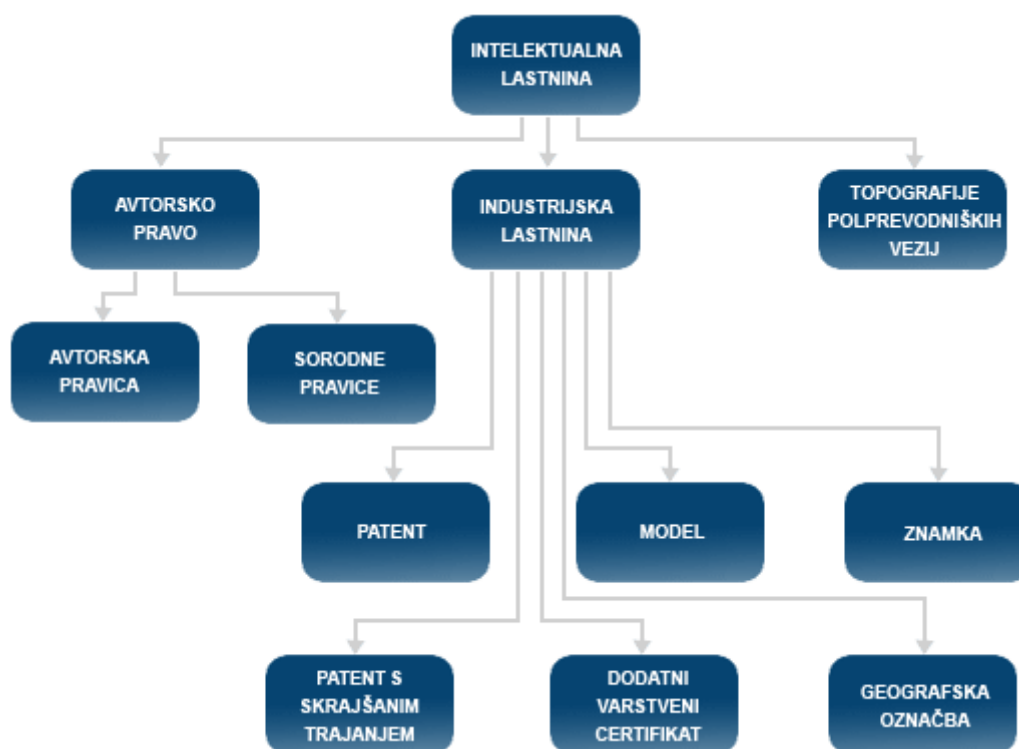 INTELEKTUALNA
LASTNINA
AVTORSKO
PRAVO
INDUSTRIJSKA
LASTNINA
TOPOGRAFIJE
POLPREVODNIŠKIH
VEZIJ
AVTORSKA
PRAVICA
SORODNE
PRAVICE
PATENT
MODEL
ZNAMKA
PATENT S
SKRAJŠANIM
TRAJANJEM
DODATNI
VARSTVENI
CERTIFIKAT
GEOGRAFSKA
OZNAČBA